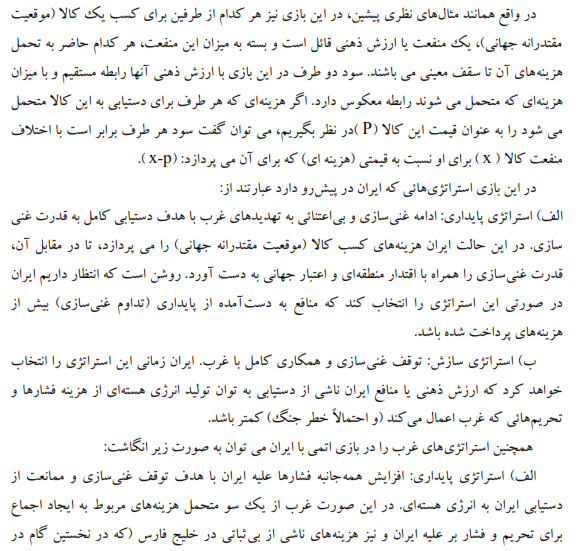 در واقع همانند مثال‌های نظری پیشین، در این بازی نیز هر کدام از طرفین برای کسب یک کالا (موقعیت
مقتدرانه جهانی)، یک منفعت یا ارزش ذهنی قائل است و بسته به میزان این منفعت، هر کدام حاضر به تحمل
هزینه‌های آن تا سقف معینی می باشند. سود دو طرف در این بازی با ارزش ذهنی آنها رابطه مستقیم و با میزان
هزینه‌ای که متحمل می شوند رابطه معکوس دارد. اگر هزینه‌ای که هر طرف برای دستیابی به این کالا متحمل
می شود را به عنوان قیمت این کالا (P )در نظر بگیریم، می توان گفت سود هر طرف برابر است با اختلاف
منفعت کالا ( x ) برای او نسبت به قیمتی (هزینه ای) که برای آن می پردازد: (x-p).
در این بازی استراتژی‌هائی که ایران در پیش‌رو دارد عبارتند از:
الف) استراتژی پایداری: ادامه غنی‌سازی و بی‌اعتنائی به تهدیدهای غرب با هدف دستیابی کامل به قدرت غنی
سازی. در این حالت ایران هزینه‌های کسب کالا (موقعیت مقتدرانه جهانی) را می پردازد، تا در مقابل آن،
قدرت غنی‌سازی را همراه با اقتدار منطقه‌ای و اعتبار جهانی به دست آورد. روشن است که انتظار داریم ایران
در صورتی این استراتژی را انتخاب کند که منافع به دست‌آمده از پایداری (تداوم غنی‌سازی) بیش از
هزینه‌های پرداخت شده باشد.
ب) استراتژی سازش: توقف غنی‌سازی و همکاری کامل با غرب. ایران زمانی این استراتژی را انتخاب
خواهد کرد که ارزش ذهنی یا منافع ایران ناشی از دستیابی به توان تولید انرژی هسته‌ای از هزینه فشارها و
تحریم‌هائی که غرب اعمال می‌کند (و احتمالاً خطر جنگ) کمتر باشد.
همچنین استراتژی‌های غرب را در بازی اتمی با ایران می توان به صورت زیر انگاشت:
الف) استراتژی پایداری: افزایش همه‌جانبه فشارها علیه ایران با هدف توقف غنی‌سازی و ممانعت از
دستیابی ایران به انرژی هسته‌ای. در این صورت غرب از یک سو متحمل هزینه‌های مربوط به ایجاد اجماع
برای تحریم و فشار بر علیه ایران و نیز هزینه‌های ناشی از بی‌ثباتی در خلیج فارس (که در نخستین گام در